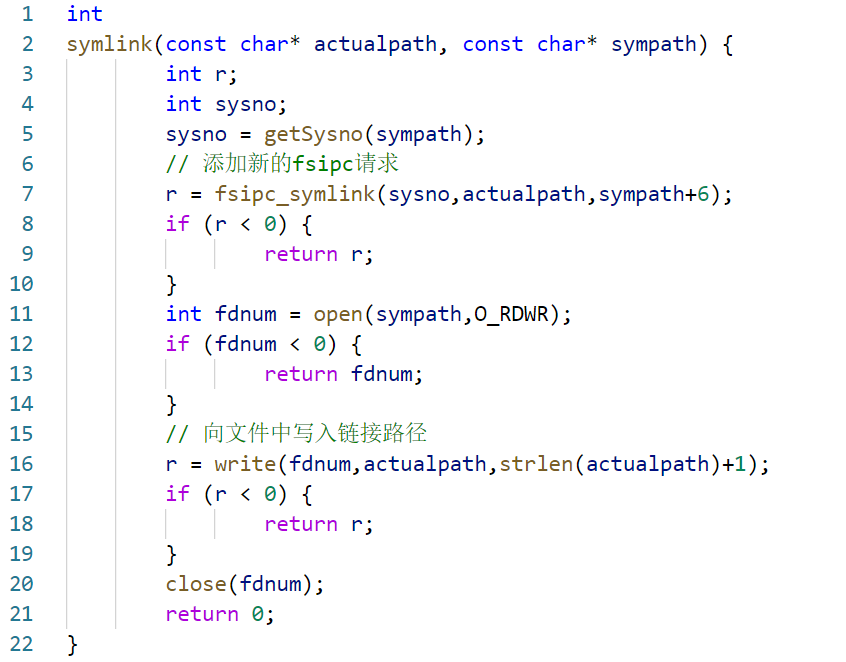 1 int
2 symlink(const char* actualpath, const char* sympath) {
3 int r;
4 int sysno;
5 sysno = getSysno(sympath);
6 // 添加新的fsipc请求
7 r = fsipc_symlink(sysno,actualpath,sympath+6);
8 if (r < 0) {
9 return r;
10 }
11 int fdnum = open(sympath,O_RDWR);
12 if (fdnum < 0) {
13 return fdnum;
14 }
15 // 向文件中写入链接路径
16 r = write(fdnum,actualpath,strlen(actualpath)+1);
17 if (r < 0) {
18 return r;
19 }
20 close(fdnum);
21 return 0;
22 }